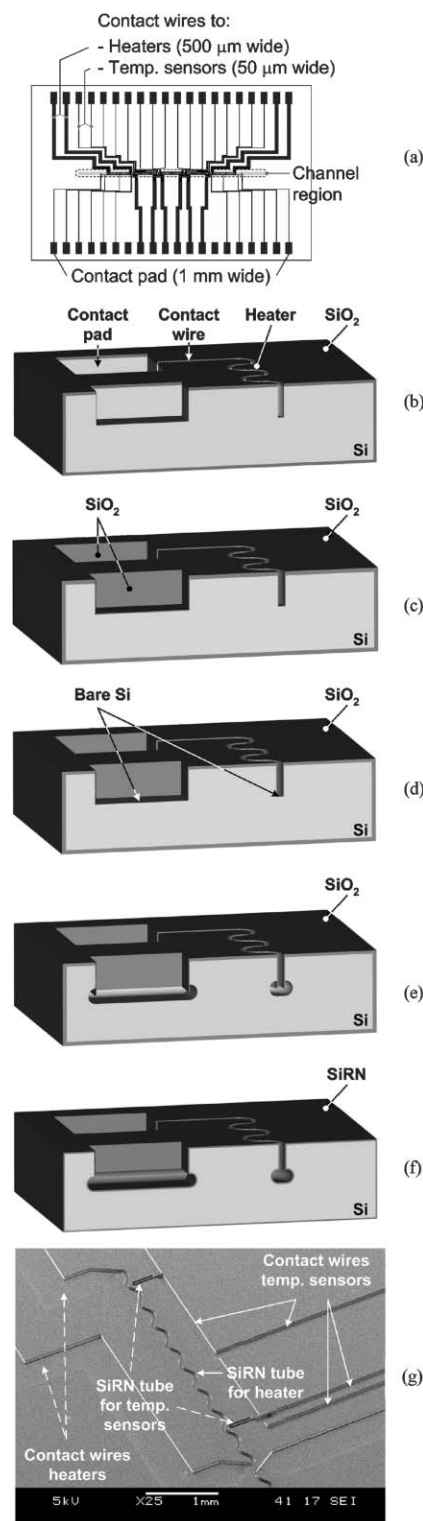 Contact wires to:
- Heaters (500 µm wide)
- Temp. sensors (50 µm wide)
(a)
Channel
region
Contact pad (1 mm wide)
Contact
pad
Contact
wire
Heater
SiO2
(b)
Si
SiO2
SiO2
(c)
Si
Bare Si
SiO2
(d)
Si
SiO2
(e)
Si
SiRN
(f)
Si
Contact wires
temp. sensors
(g)
SiRN tube
for temp.
sensors
SiRN tube
for heater
Contact wires
heaters
5kV X25 1mm 41 17 SEI